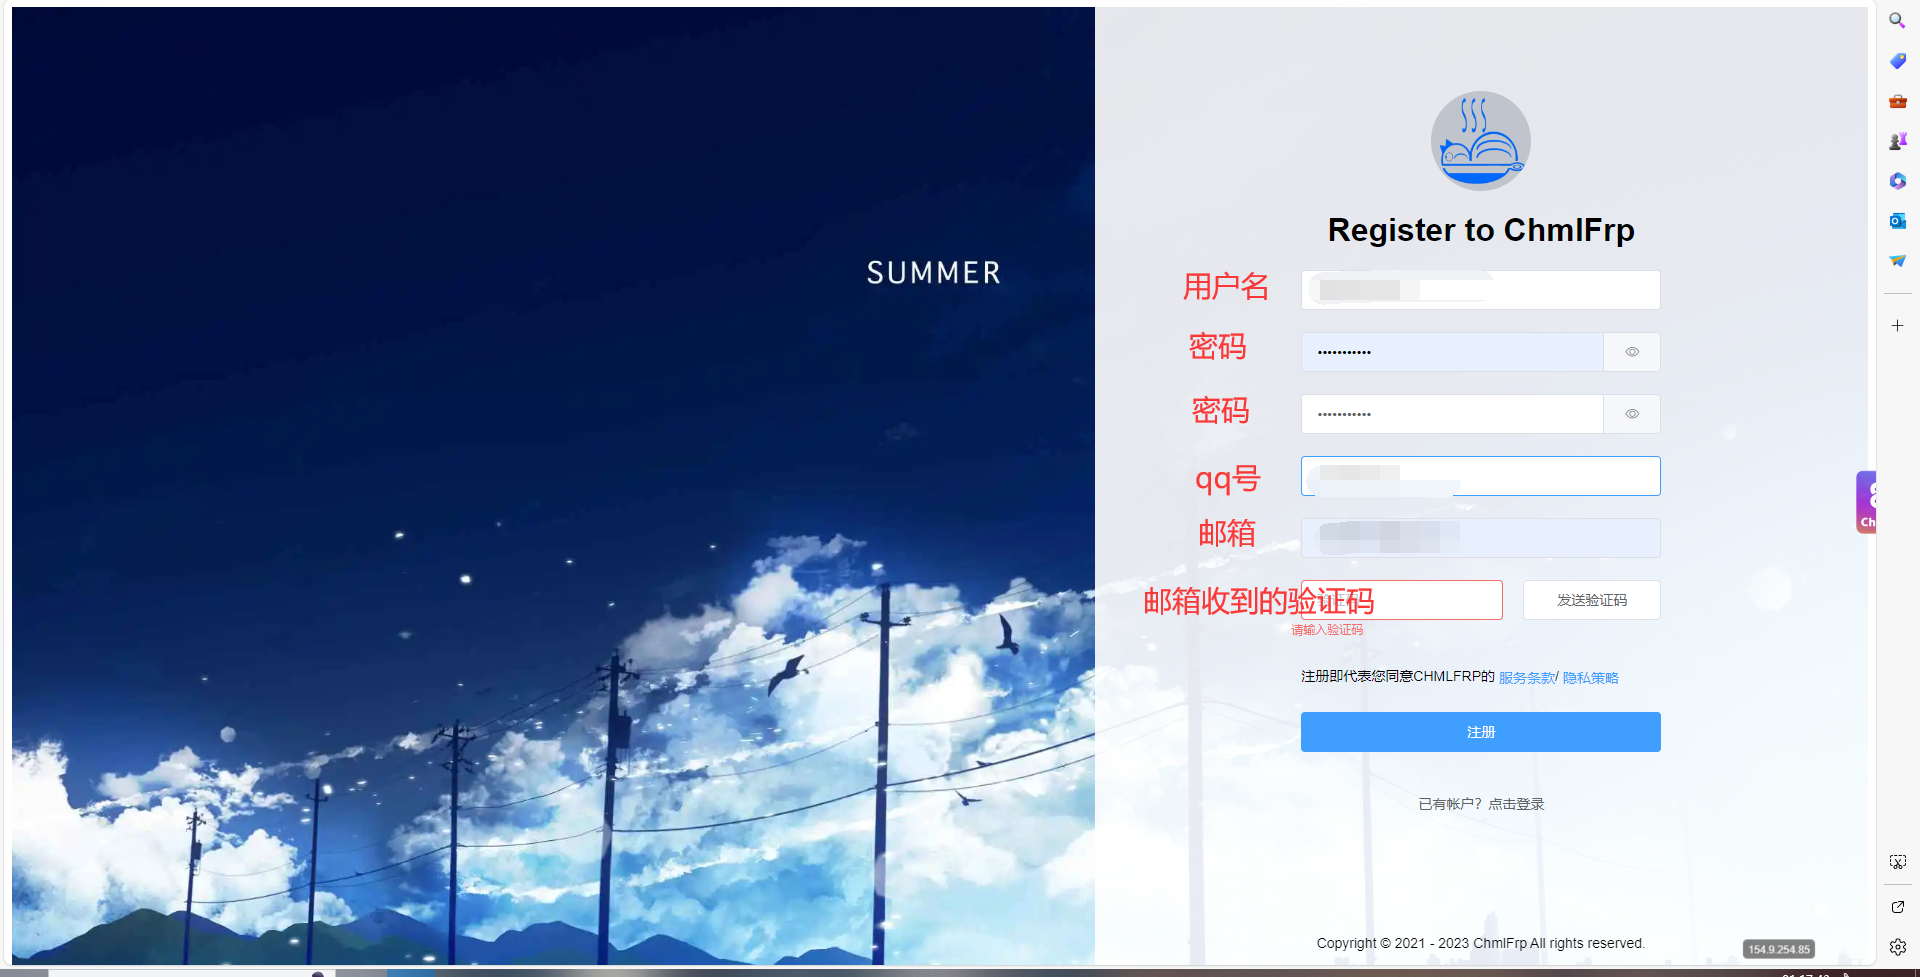 SUMMER
Register to ChmlFrp
用户名
密码
密码
qq号
邮箱
邮箱收到的验证码
发送验证码
请输入验证码
注册即代表您同意CHMLFRP的 服务条款/ 隐私策略
注册
已有帐户？点击登录
Copyright © 2021 - 2023 ChmlFrp All rights reserved.
154.9.254.85
Ch